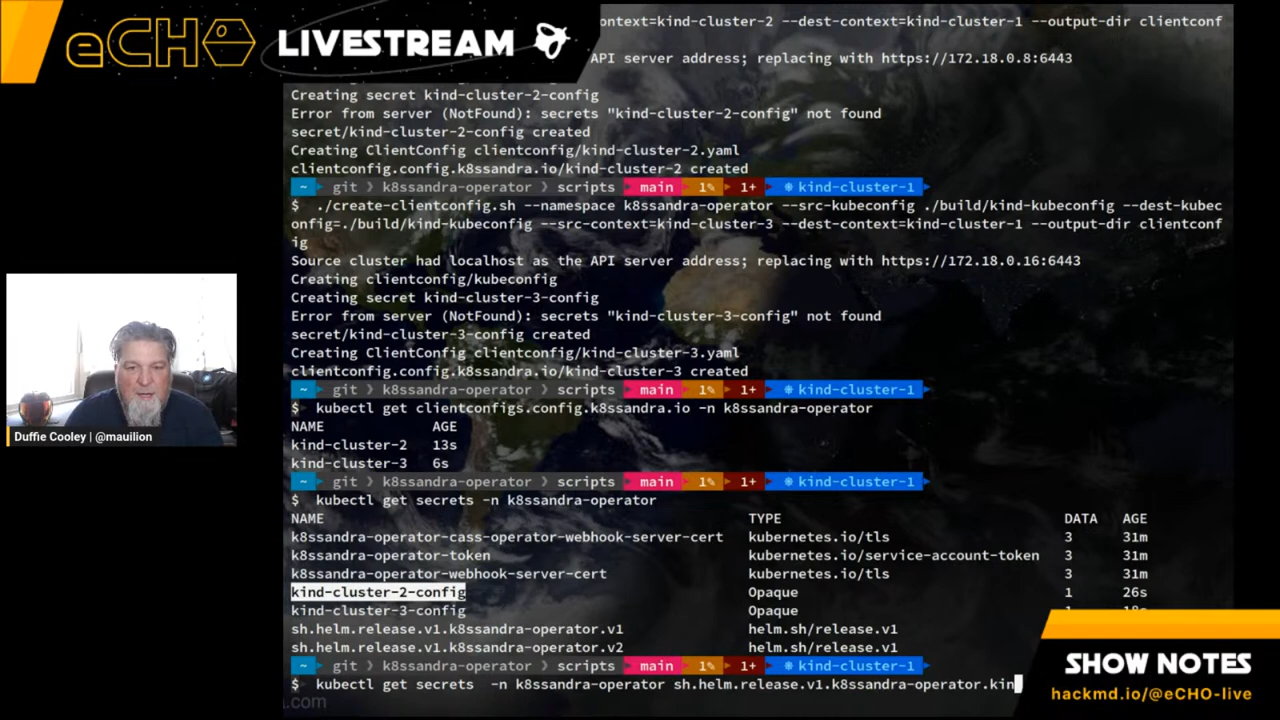 eCHO LIVESTREAM
ontext=kind-cluster-2 --dest-context=kind-cluster-1 --output-dir clientconf
API server address; replacing with https://172.18.0.8:6443
Creating secret kind-cluster-2-config
Error from server (NotFound): secrets "kind-cluster-2-config" not found
secret/kind-cluster-2-config created
Creating ClientConfig clientconfig/kind-cluster-2.yaml
clientconfig.config.k8ssandra.io/kind-cluster-2 created
~ git 〉 k8ssandra-operator 〉 scripts main 1✎ 1+ ⎈ kind-cluster-1
$ ./create-clientconfig.sh --namespace k8ssandra-operator --src-kubeconfig ./build/kind-kubeconfig --dest-kubec
onfig=./build/kind-kubeconfig --src-context=kind-cluster-3 --dest-context=kind-cluster-1 --output-dir clientconf
ig
Source cluster had localhost as the API server address; replacing with https://172.18.0.16:6443
Creating clientconfig/kubeconfig
Creating secret kind-cluster-3-config
Error from server (NotFound): secrets "kind-cluster-3-config" not found
secret/kind-cluster-3-config created
Creating ClientConfig clientconfig/kind-cluster-3.yaml
clientconfig.config.k8ssandra.io/kind-cluster-3 created
~ git 〉 k8ssandra-operator 〉 scripts main 1✎ 1+ ⎈ kind-cluster-1
$ kubectl get clientconfigs.config.k8ssandra.io -n k8ssandra-operator
NAME AGE
kind-cluster-2 13s
kind-cluster-3 6s
~ git 〉 k8ssandra-operator 〉 scripts main 1✎ 1+ ⎈ kind-cluster-1
$ kubectl get secrets -n k8ssandra-operator
NAME TYPE DATA AGE
k8ssandra-operator-cass-operator-webhook-server-cert kubernetes.io/tls 3 31m
k8ssandra-operator-token kubernetes.io/service-account-token 3 31m
k8ssandra-operator-webhook-server-cert kubernetes.io/tls 3 31m
kind-cluster-2-config Opaque 1 26s
kind-cluster-3-config Opaque 1 18s
sh.helm.release.v1.k8ssandra-operator.v1 helm.sh/release.v1
sh.helm.release.v1.k8ssandra-operator.v2 helm.sh/release.v1
~ git 〉 k8ssandra-operator 〉 scripts main 1✎ 1+ ⎈ kind-cluster-1
$ kubectl get secrets -n k8ssandra-operator sh.helm.release.v1.k8ssandra-operator.kin
.com
Duffie Cooley | @mauilion
SHOW NOTES
hackmd.io/@eCHO-live